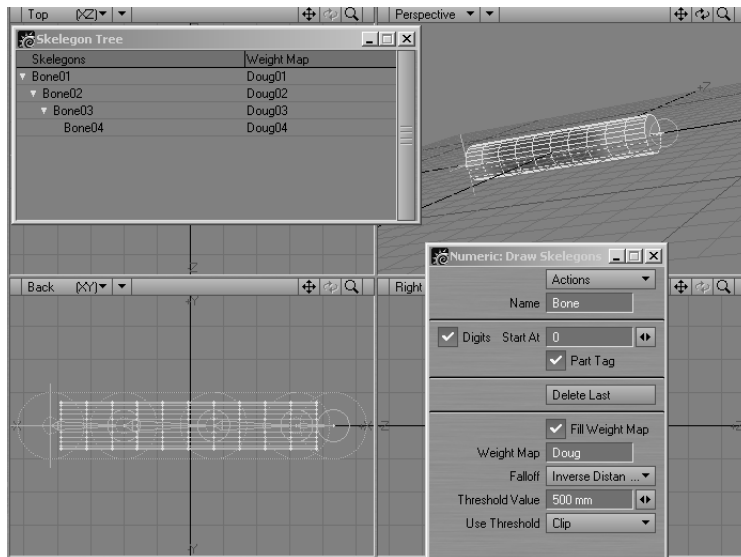 Top (XZ)
Perspective
Skelegon Tree
Skelegons Weight Map
Bone01 Doug01
Bone02 Doug02
Bone03 Doug03
Bone04 Doug04
+Z
-Z
Numeric: Draw Skelegons
Actions
Name Bone
Digits Start At 0
Part Tag
Delete Last
Fill Weight Map
Weight Map Doug
Falloff Inverse Distan ...
Threshold Value 500 mm
Use Threshold Clip
Back (XY)
Right
+Y
-Y